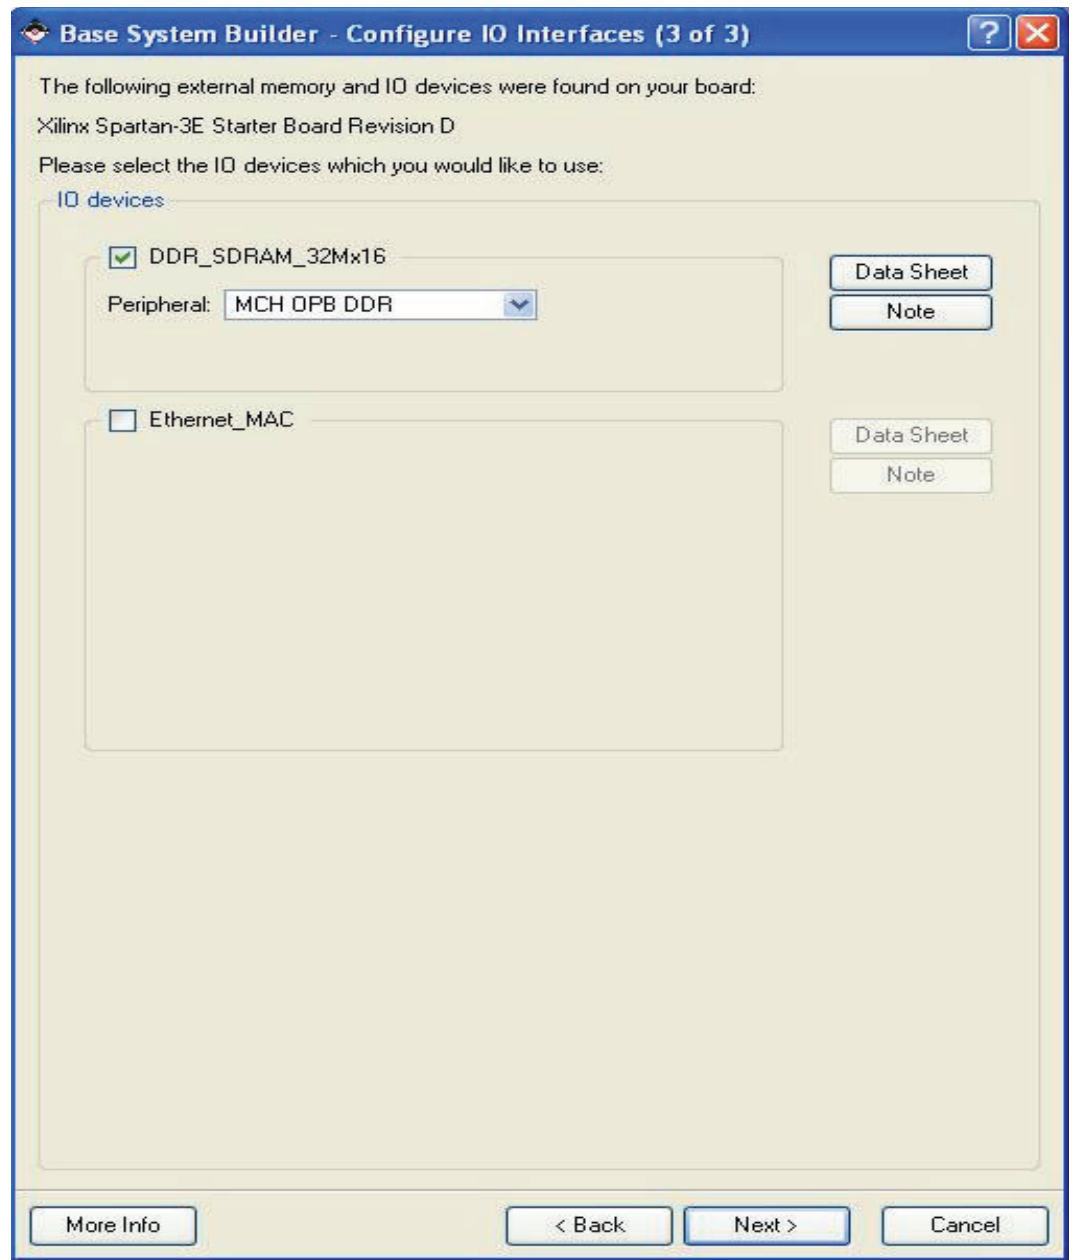 Base System Builder - Configure IO Interfaces (3 of 3)
The following external memory and IO devices were found on your board:
Xilinx Spartan-3E Starter Board Revision D
Please select the IO devices which you would like to use:
IO devices
DDR_SDRAM_32Mx16
Data Sheet
Peripheral: MCH OPB DDR
Note
Ethernet_MAC
Data Sheet
Note
More Info
< Back
Next >
Cancel